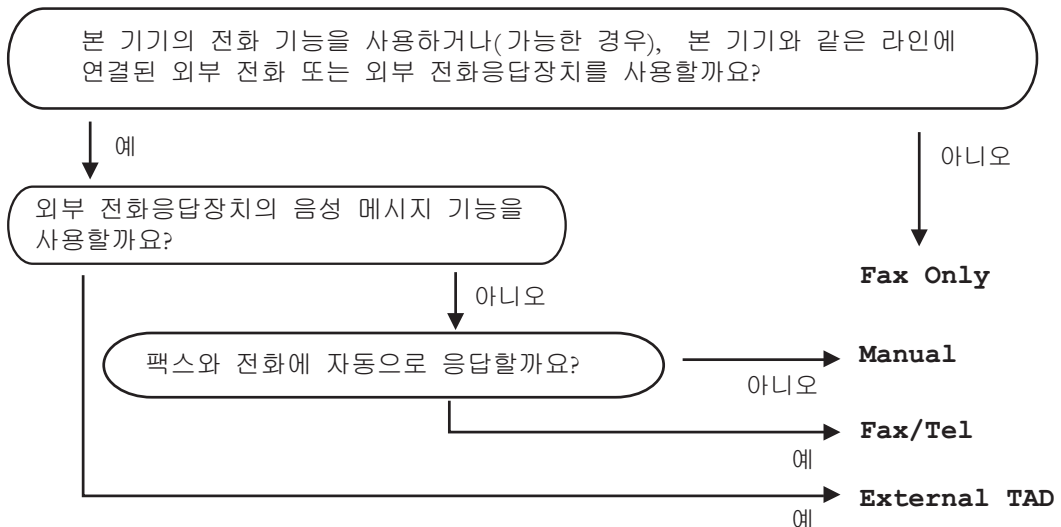 본 기기의 전화 기능을 사용하거나(가능한 경우), 본 기기와 같은 라인에
연결된 외부 전화 또는 외부 전화응답장치를 사용할까요?
예
아니오
외부 전화응답장치의 음성 메시지 기능을
사용할까요?
Fax Only
아니오
팩스와 전화에 자동으로 응답할까요?
Manual
아니오
Fax/Tel
예
External TAD
예